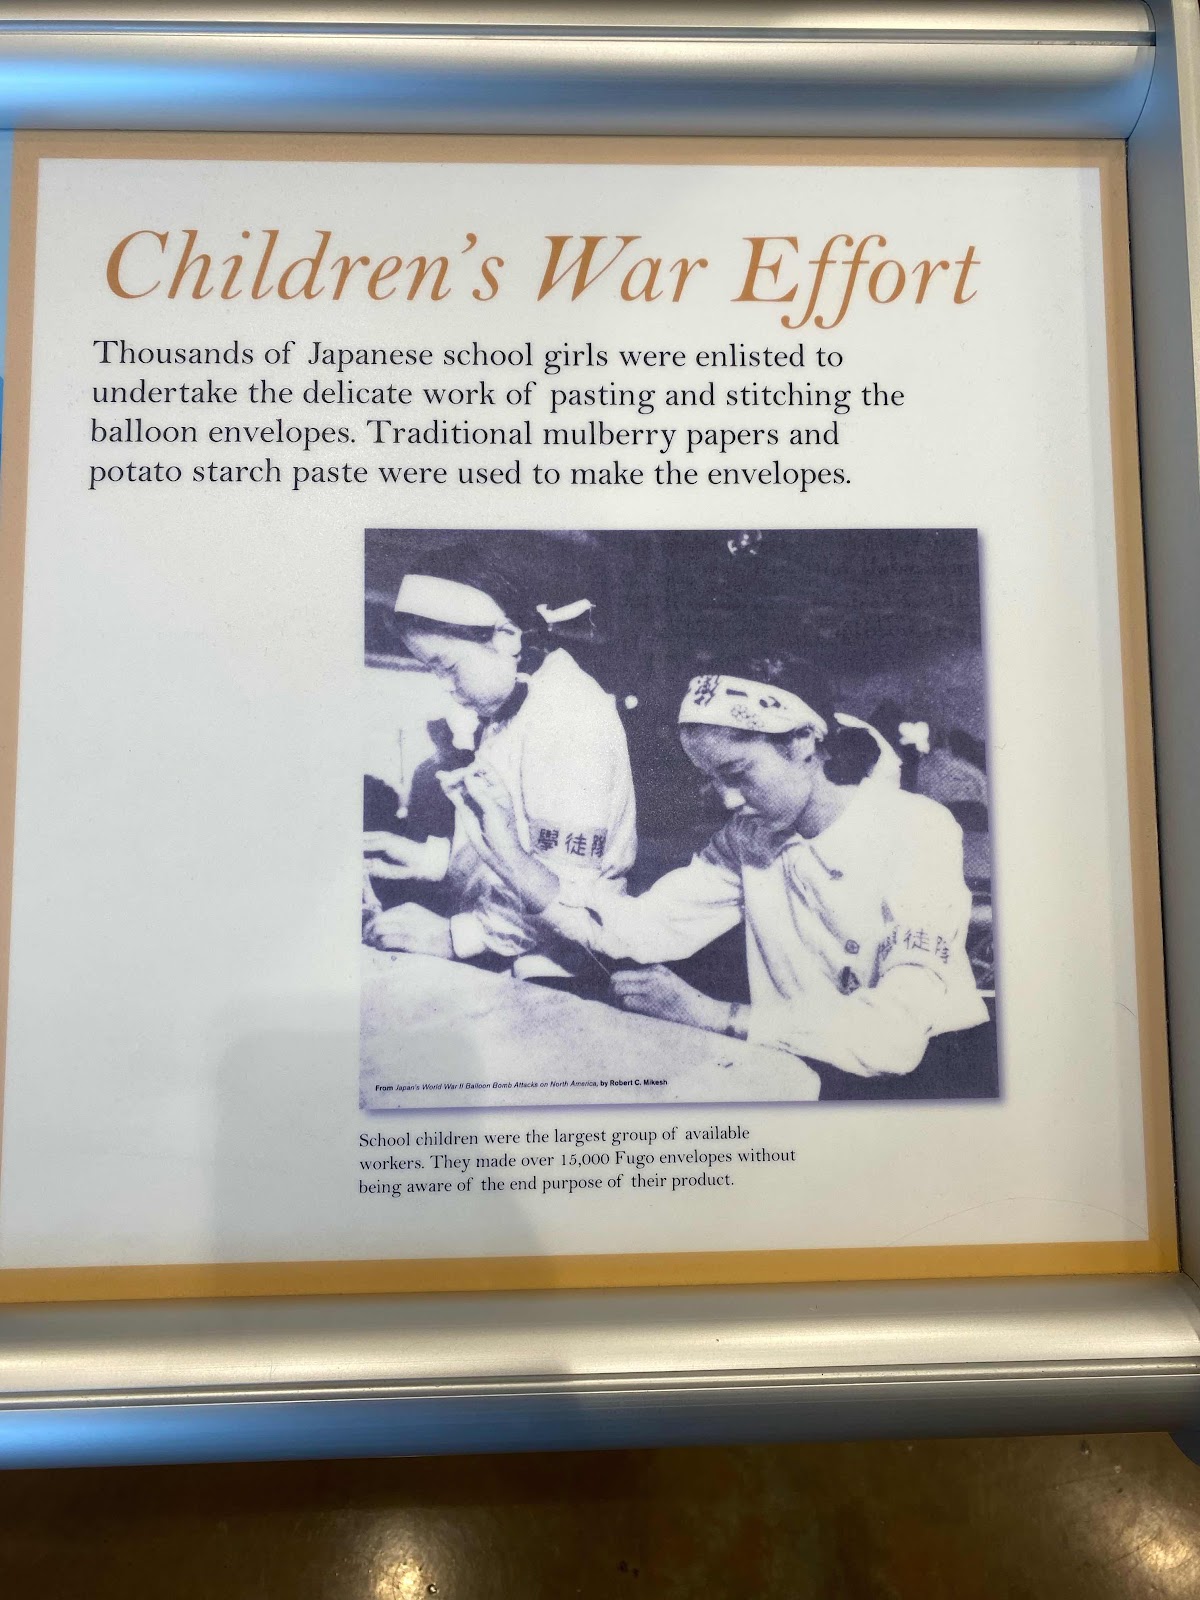 Children's War Effort
Thousands of Japanese school girls were enlisted to
undertake the delicate work of pasting and stitching the
balloon envelopes. Traditional mulberry papers and
potato starch paste were used to make the envelopes.
學徒隊
徒隊
From Japan's World War II Balloon Bomb Attacks on North America, by Robert C. Mikesh
School children were the largest group of available
workers. They made over 15,000 Fugo envelopes without
being aware of the end purpose of their product.